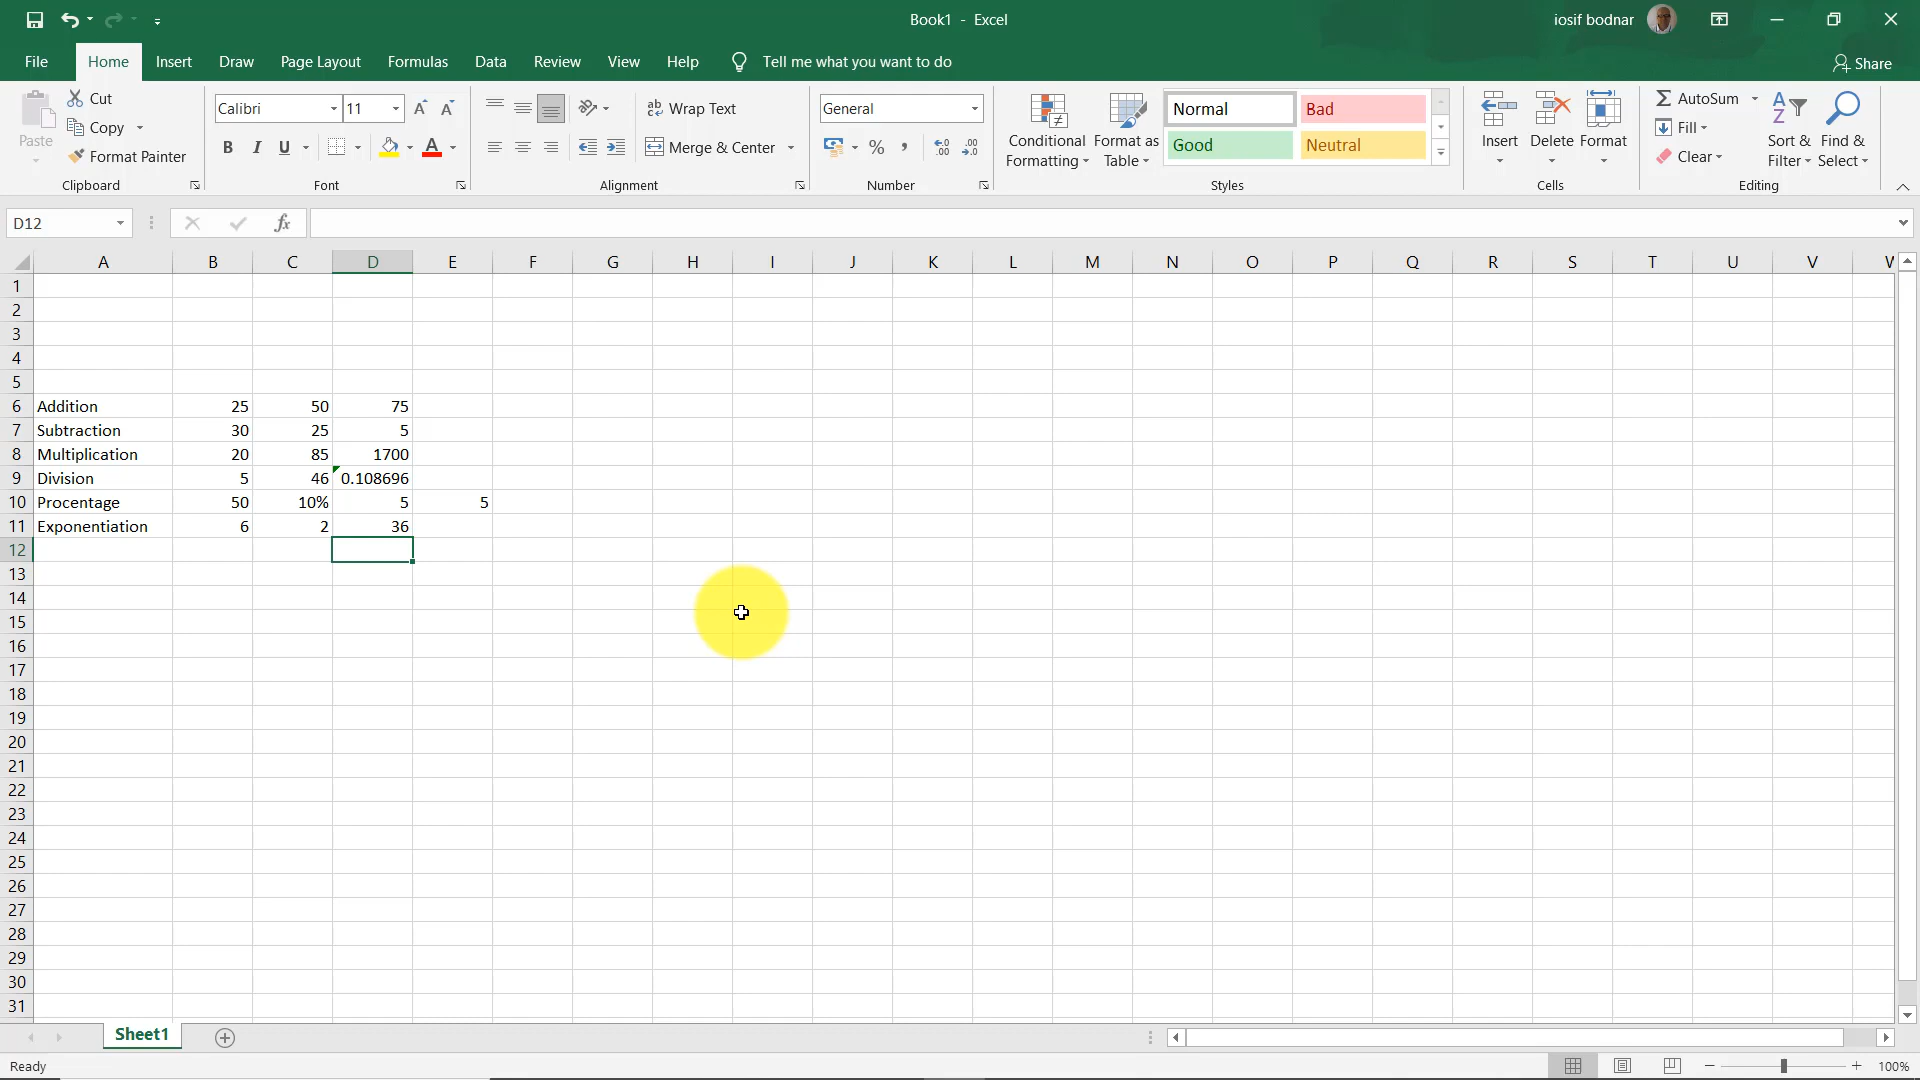 Book1 - Excel
iosif bodnar
File Home Insert Draw Page Layout Formulas Data Review View Help Tell me what you want to do Share
Paste
Cut
Copy
Format Painter
Clipboard
Calibri 11
B I U
Font
Wrap Text
Merge & Center
Alignment
General
Number
Conditional Formatting
Format as Table
Normal Bad
Good Neutral
Styles
Insert Delete Format
Cells
AutoSum
Fill
Clear
Sort & Filter
Find & Select
Editing
D12 fx
A B C D E F G H I J K L M N O P Q R S T U V W
1
2
3
4
5
6 Addition 25 50 75
7 Subtraction 30 25 5
8 Multiplication 20 85 1700
9 Division 5 46 0.108696
10 Procentage 50 10% 5 5
11 Exponentiation 6 2 36
12
13
14
15
16
17
18
19
20
21
22
23
24
25
26
27
28
29
30
31
Sheet1
Ready 100%